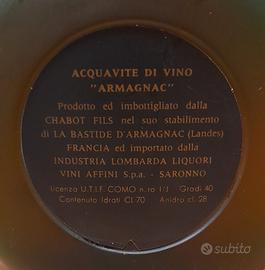 ACQUAVITE DI VINO
"ARMAGNAC"
Prodotto ed imbottigliato dalla
CHABOT FILS nel suo stabilimento
di LA BASTIDE D'ARMAGNAC (Landes)
FRANCIA ed importato dalla
INDUSTRIA LOMBARDA LIQUORI
VINI AFFINI S.p.a. - SARONNO
Licenza U.T.I.F. COMO n.ro 1/J Gradi 40
Contenuto Idrati Cl.70 Anidro cl. 28
subito